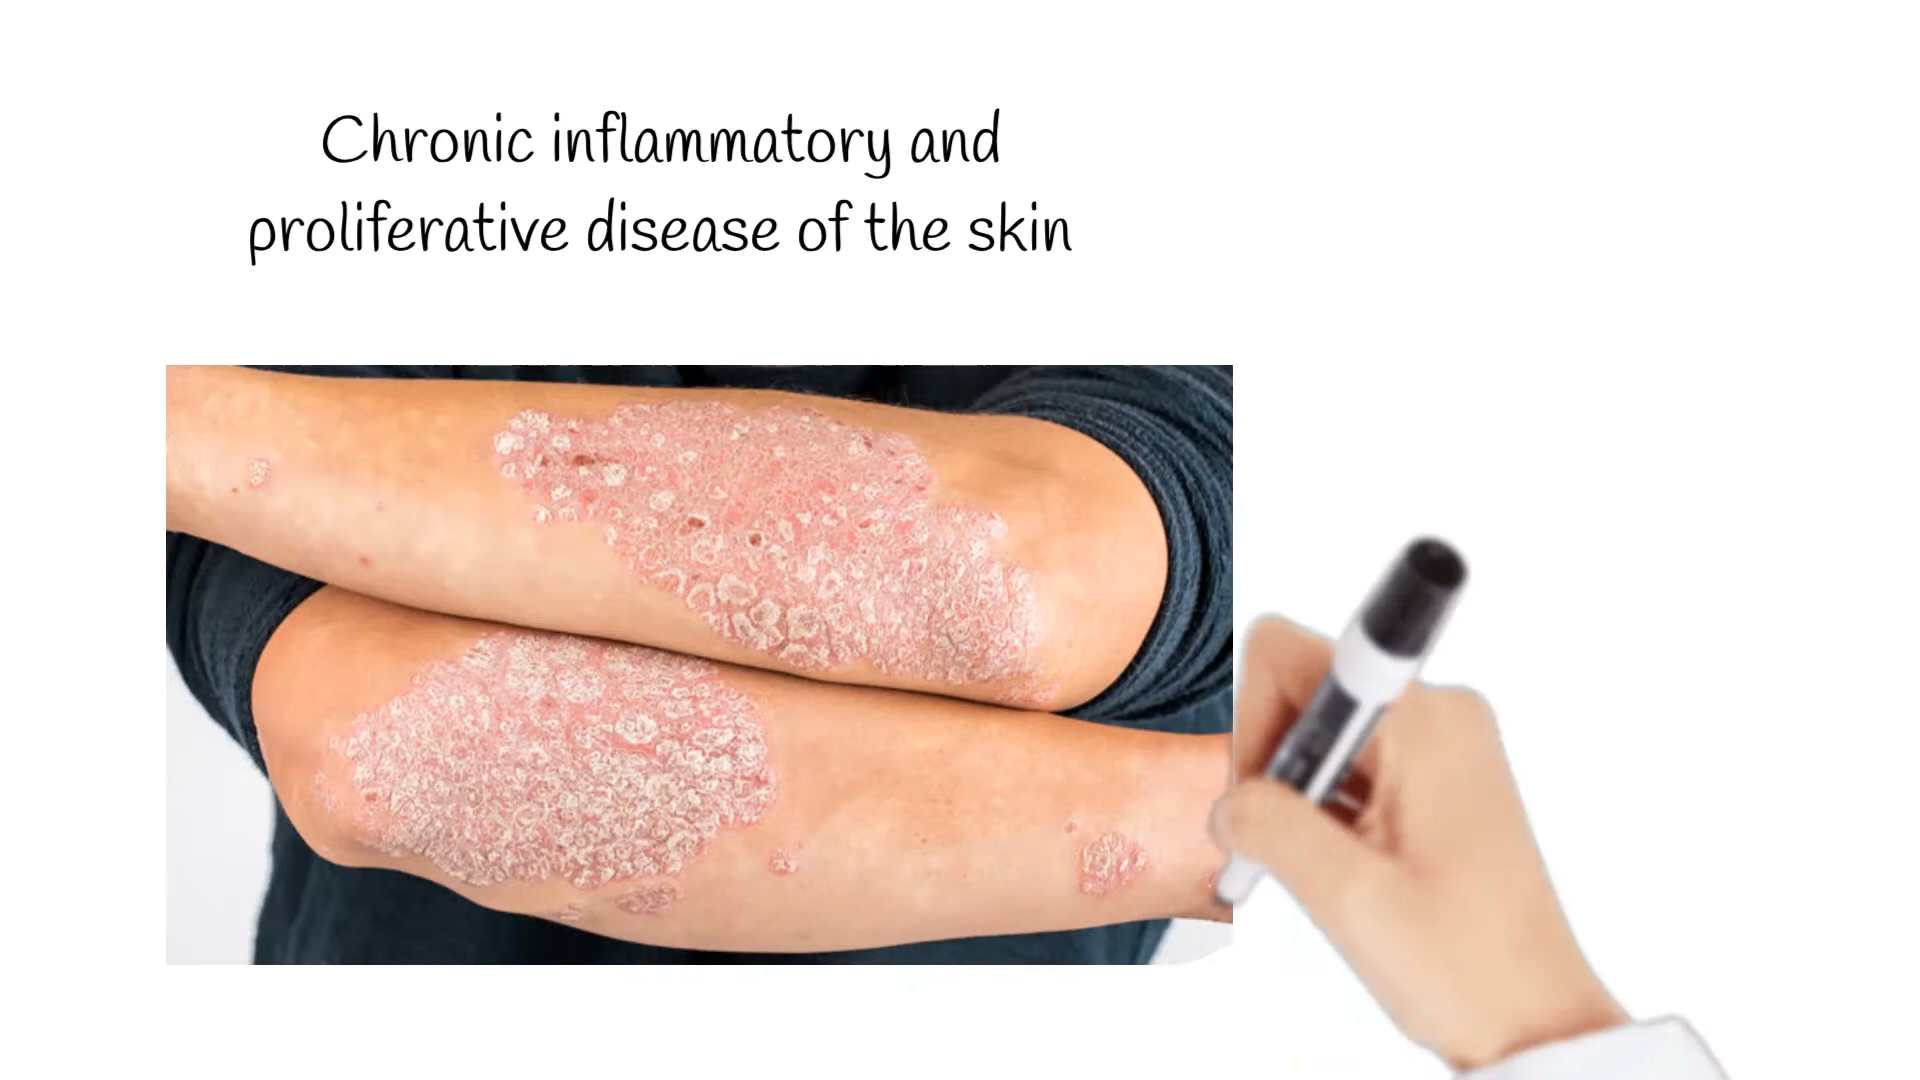 Chronic inflammatory and
proliferative disease of the skin